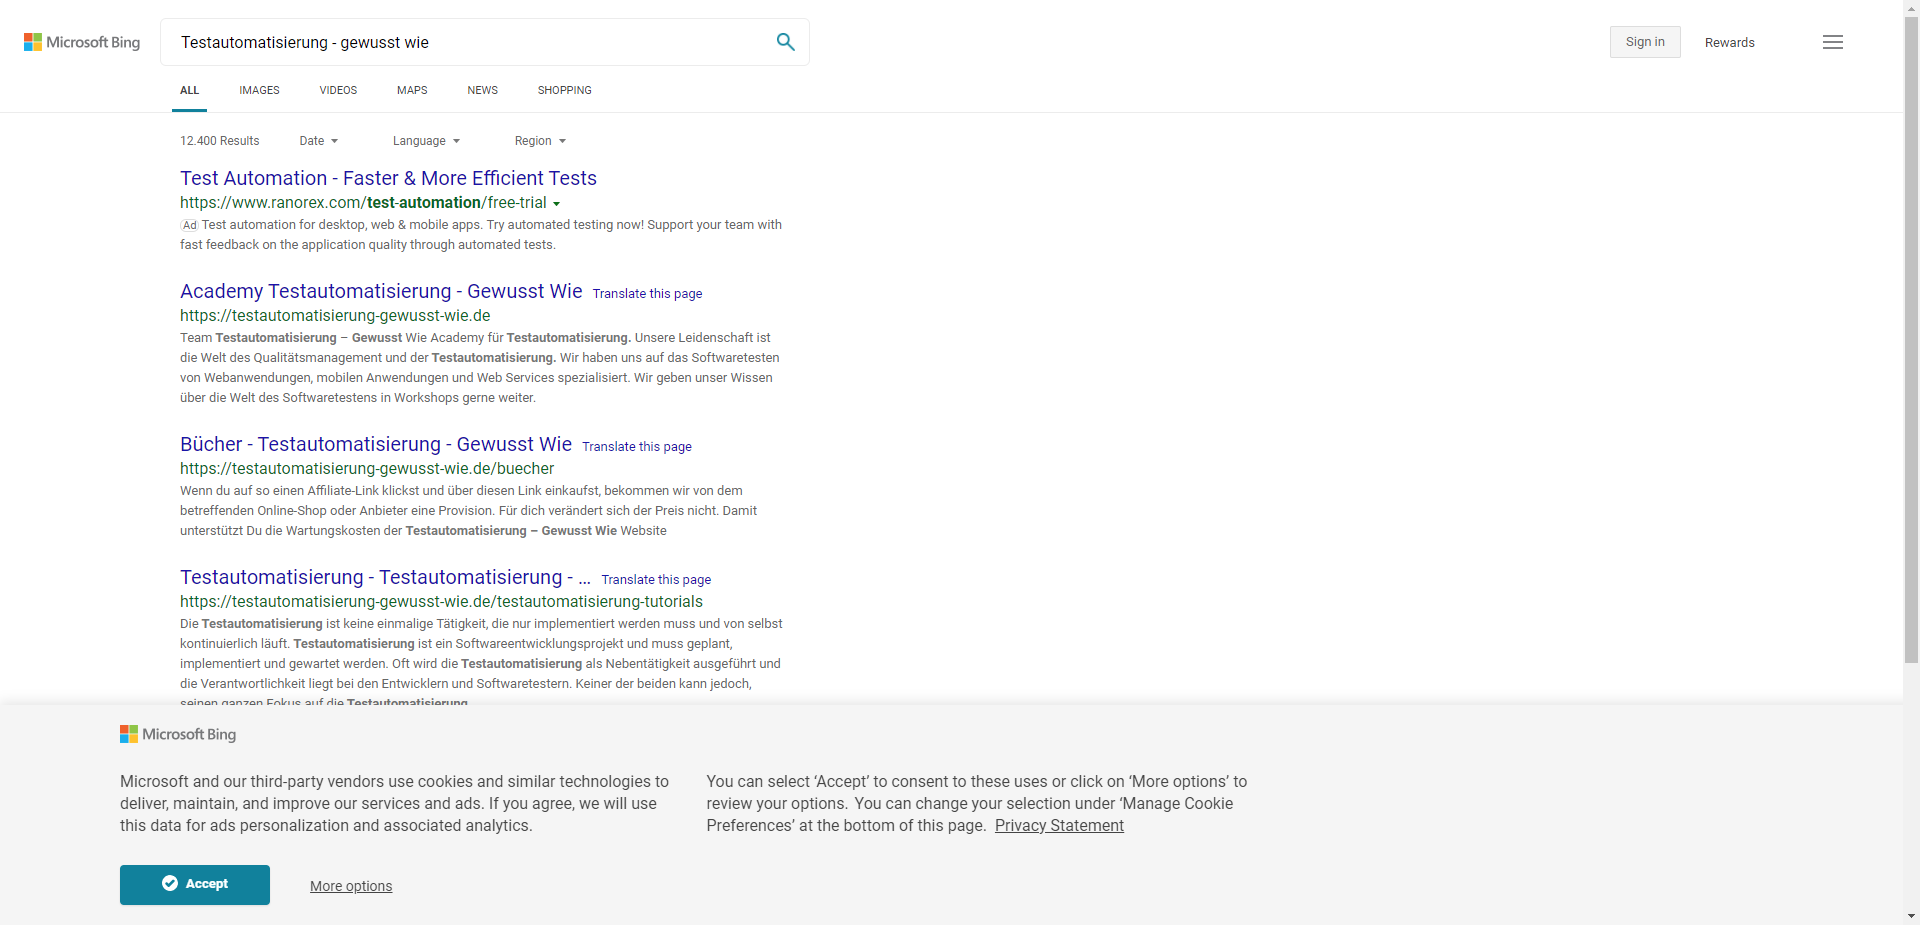 Microsoft Bing
Testautomatisierung - gewusst wie
Sign in
Rewards
ALL IMAGES VIDEOS MAPS NEWS SHOPPING
12.400 Results Date Language Region
Test Automation - Faster & More Efficient Tests
https://www.ranorex.com/test-automation/free-trial
Ad Test automation for desktop, web & mobile apps. Try automated testing now! Support your team with
fast feedback on the application quality through automated tests.
Academy Testautomatisierung - Gewusst Wie Translate this page
https://testautomatisierung-gewusst-wie.de
Team Testautomatisierung – Gewusst Wie Academy für Testautomatisierung. Unsere Leidenschaft ist
die Welt des Qualitätsmanagement und der Testautomatisierung. Wir haben uns auf das Softwaretesten
von Webanwendungen, mobilen Anwendungen und Web Services spezialisiert. Wir geben unser Wissen
über die Welt des Softwaretestens in Workshops gerne weiter.
Bücher - Testautomatisierung - Gewusst Wie Translate this page
https://testautomatisierung-gewusst-wie.de/buecher
Wenn du auf so einen Affiliate-Link klickst und über diesen Link einkaufst, bekommen wir von dem
betreffenden Online-Shop oder Anbieter eine Provision. Für dich verändert sich der Preis nicht. Damit
unterstützt Du die Wartungskosten der Testautomatisierung – Gewusst Wie Website
Testautomatisierung - Testautomatisierung - ... Translate this page
https://testautomatisierung-gewusst-wie.de/testautomatisierung-tutorials
Die Testautomatisierung ist keine einmalige Tätigkeit, die nur implementiert werden muss und von selbst
kontinuierlich läuft. Testautomatisierung ist ein Softwareentwicklungsprojekt und muss geplant,
implementiert und gewartet werden. Oft wird die Testautomatisierung als Nebentätigkeit ausgeführt und
die Verantwortlichkeit liegt bei den Entwicklern und Softwaretestern. Keiner der beiden kann jedoch,
seinen ganzen Fokus auf die Testautomatisierung
Microsoft Bing
Microsoft and our third-party vendors use cookies and similar technologies to
deliver, maintain, and improve our services and ads. If you agree, we will use
this data for ads personalization and associated analytics.
You can select ‘Accept’ to consent to these uses or click on ‘More options’ to
review your options. You can change your selection under ‘Manage Cookie
Preferences’ at the bottom of this page. Privacy Statement
Accept
More options